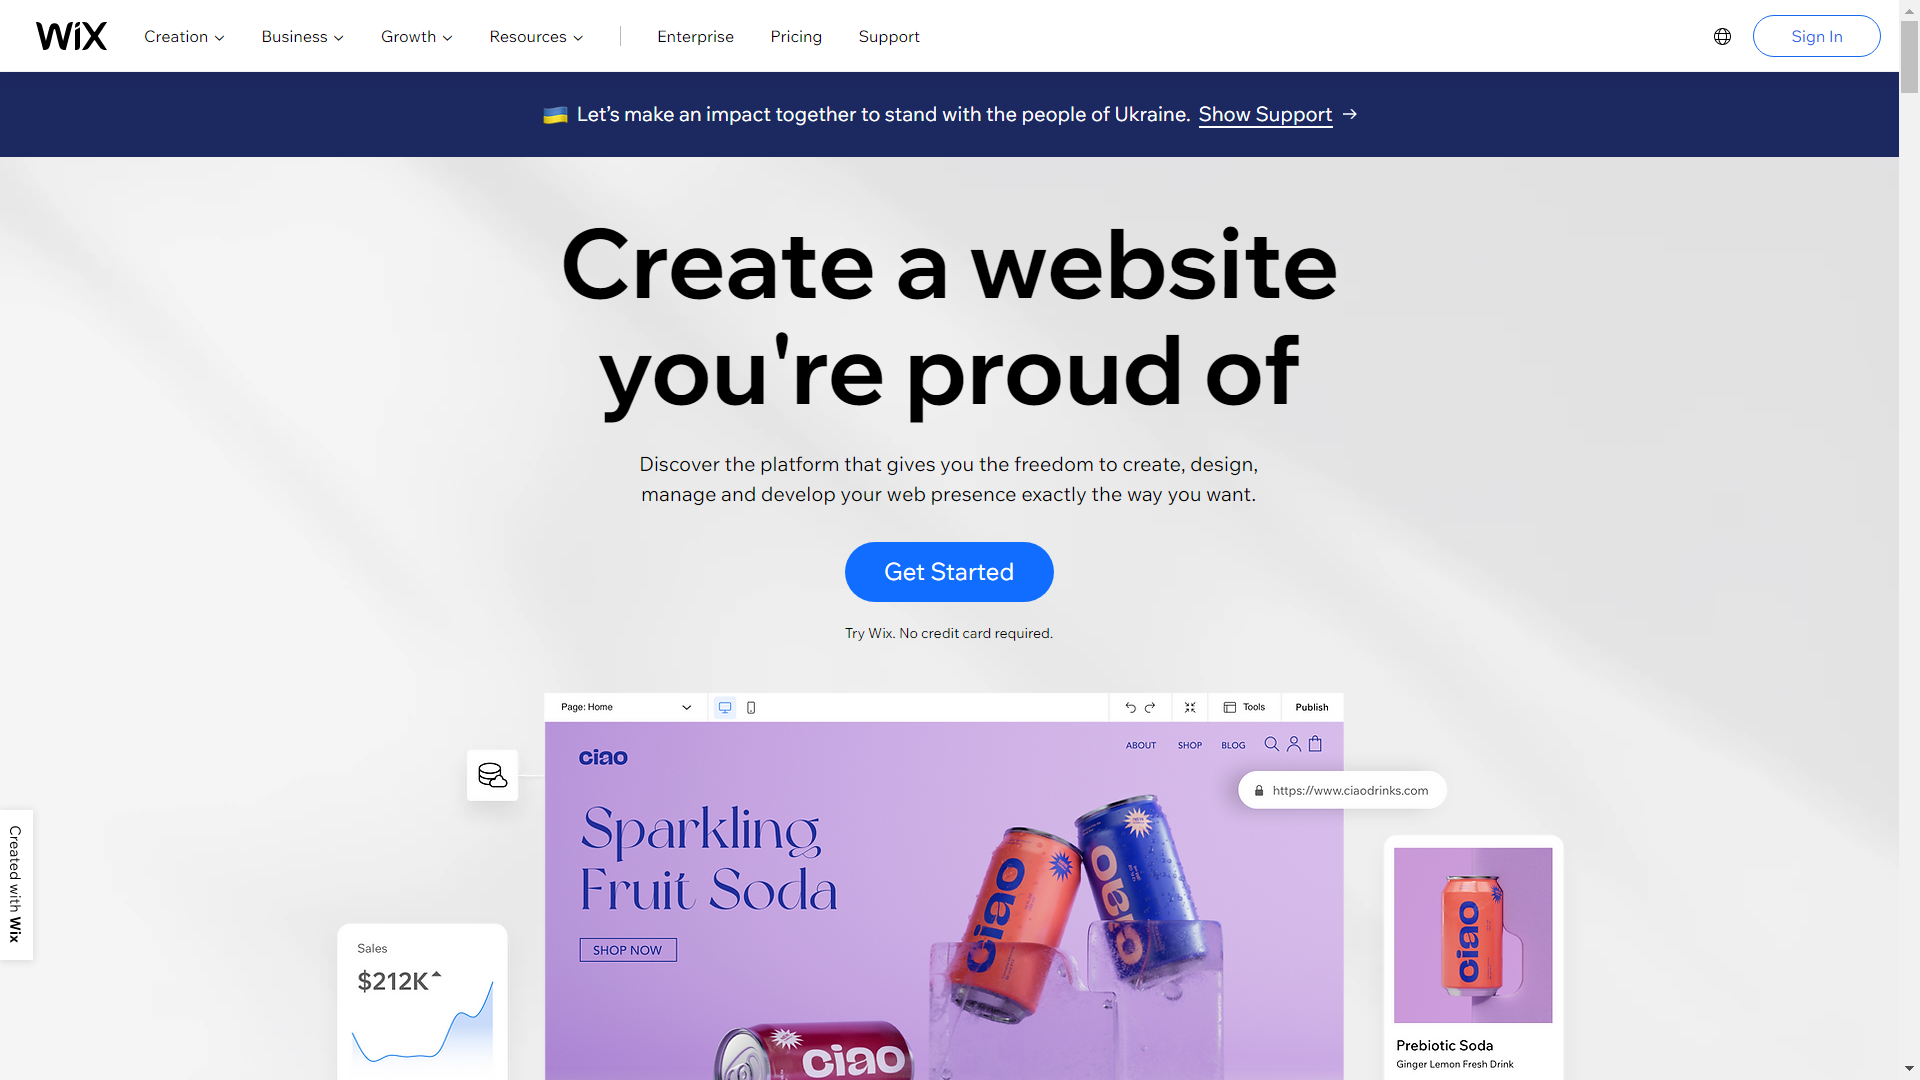 WiX
Creation
Business
Growth
Resources
Enterprise
Pricing
Support
Sign In
Let's make an impact together to stand with the people of Ukraine. Show Support →
Create a website
you're proud of
Discover the platform that gives you the freedom to create, design,
manage and develop your web presence exactly the way you want.
Get Started
Try Wix. No credit card required.
Page: Home
Tools
Publish
ciao
ABOUT
SHOP
BLOG
https://www.ciaodrinks.com
Sparkling
Fruit Soda
SHOP NOW
ciao
ciao
ciao
Created with Wix
Sales
$212K
ciao
Prebiotic Soda
Ginger Lemon Fresh Drink